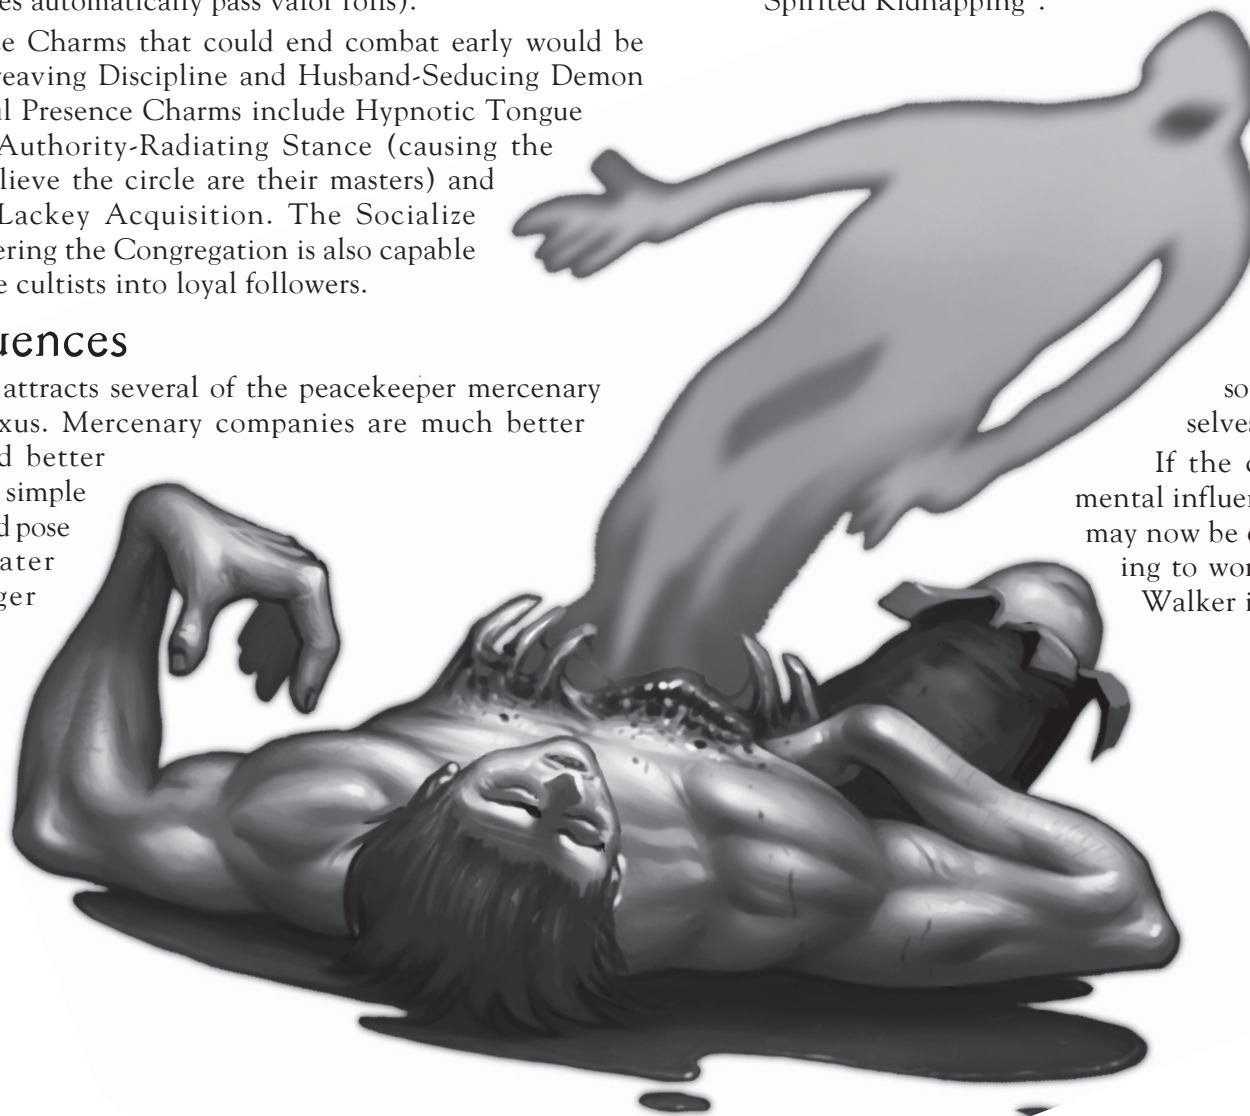 es automatically pass valor rolls).
e Charms that could end combat early would be
eaving Discipline and Husband-Seducing Demon
l Presence Charms include Hypnotic Tongue
Authority-Radiating Stance (causing the
lieve the circle are their masters) and
Lackey Acquisition. The Socialize
ering the Congregation is also capable
e cultists into loyal followers.
uences
attracts several of the peacekeeper mercenary
xus. Mercenary companies are much better
d better
simple
d pose
ater
ger
Spirited Kidnapping”.
so
selves
If the
mental influen
may now be
ing to wor
Walker i